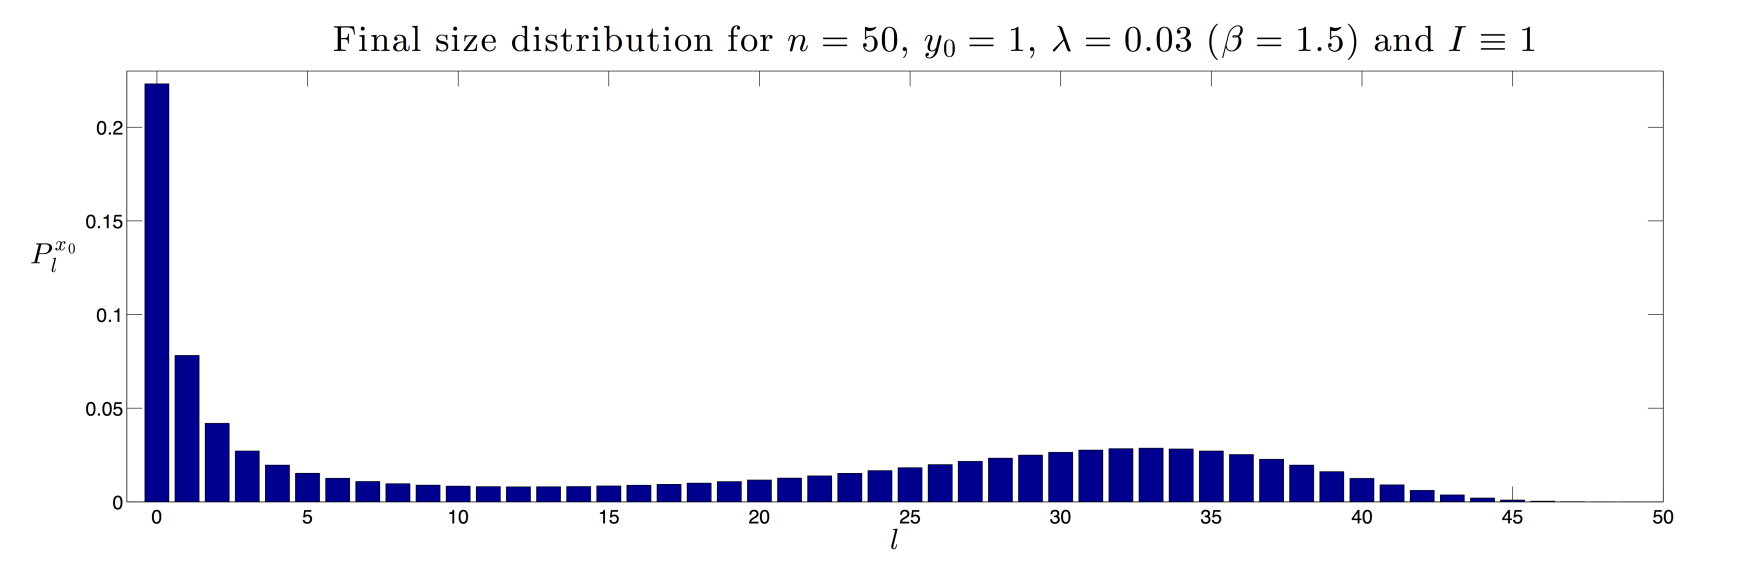 Final size distribution for n = 50, y₀ = 1, λ = 0.03 (β = 1.5) and I ≡ 1
0.2
0.15
0.1
0.05
0
P_l^{x₀}
0 5 10 15 20 25 30 35 40 45 50
l